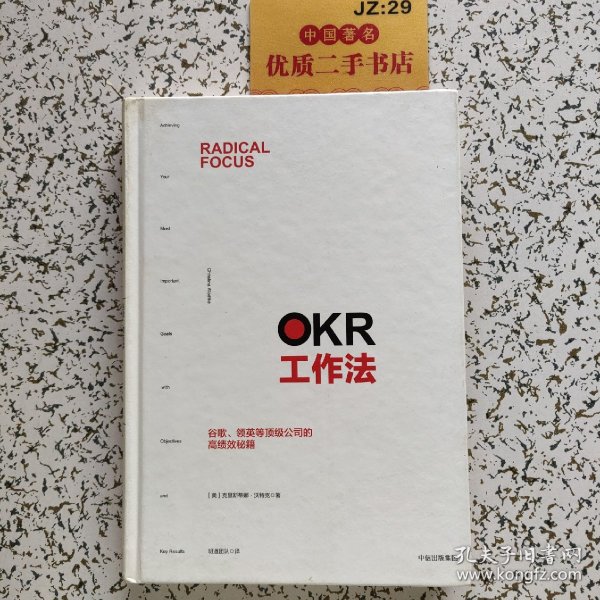 JZ:29
中国著名
优质二手书店
Achieving
Your
Most
Important
Goals
with
Objectives
and
Key Results
RADICAL
FOCUS
Christina Wodtke
OKR
工作法
谷歌、领英等顶级公司的
高绩效秘籍
[美]克里斯蒂娜·沃特克◎著
明道团队◎译
中信出版集团
孔夫子旧书网
www.kongfz.com